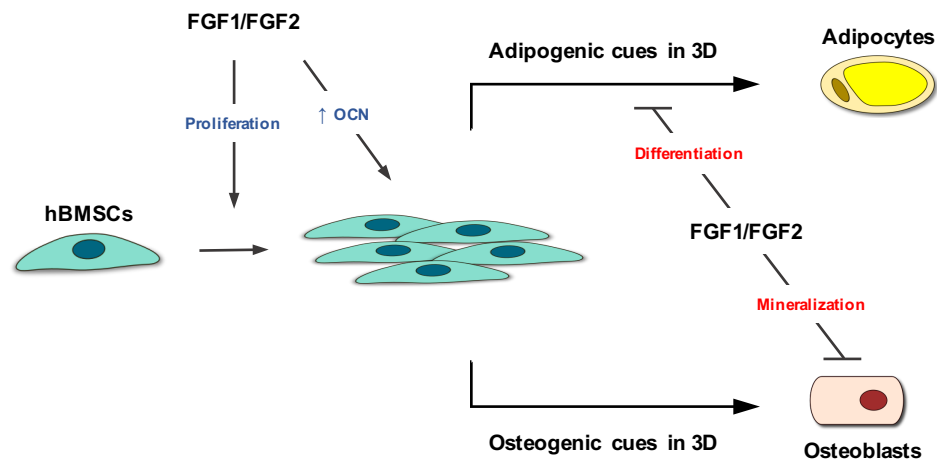 FGF1/FGF2
Adipogenic cues in 3D
Adipocytes
Proliferation
↑ OCN
Differentiation
hBMSCs
FGF1/FGF2
Mineralization
Osteogenic cues in 3D
Osteoblasts